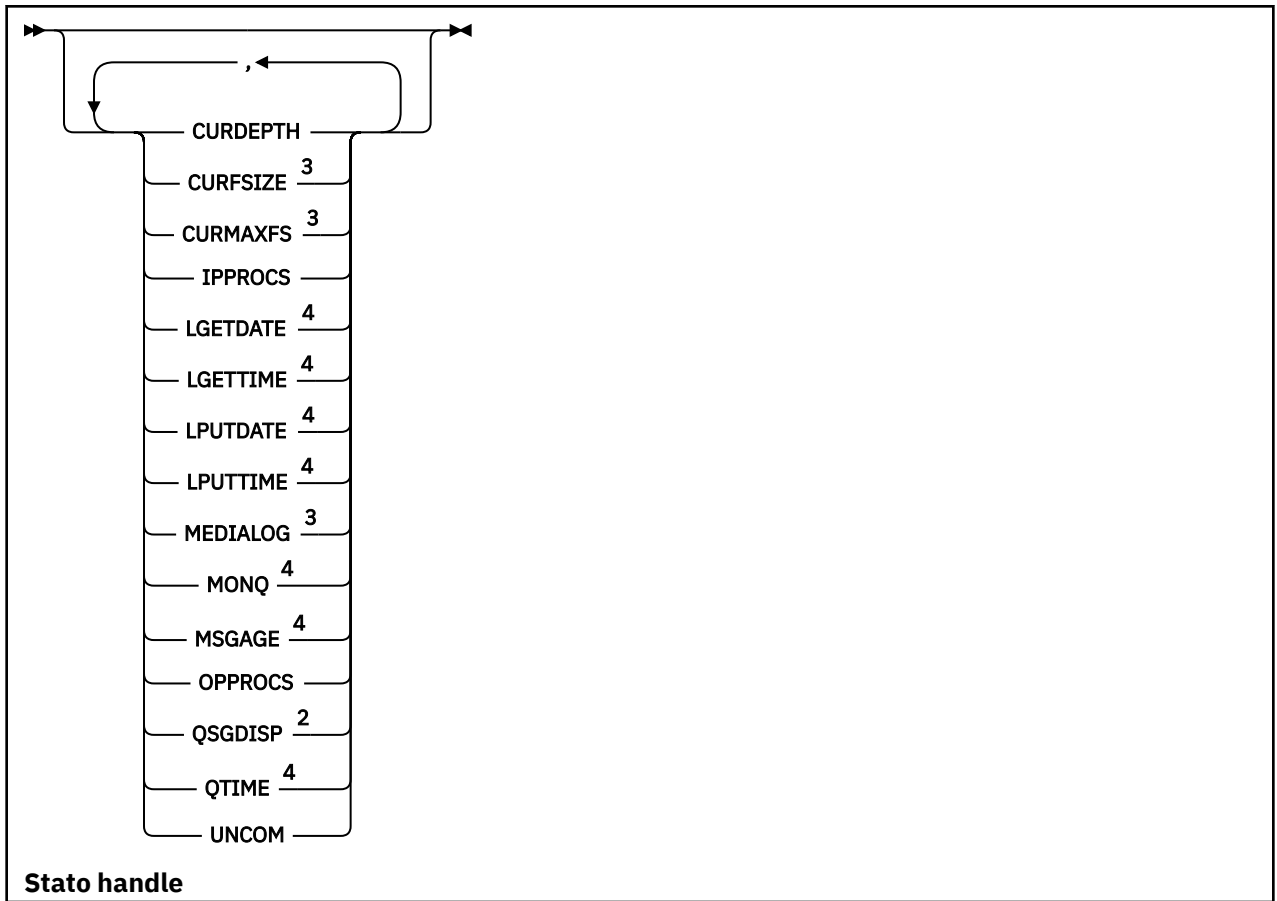 ,
CURDEPTH
CURFSIZE 3
CURMAXFS 3
IPPROCS
LGETDATE 4
LGETTIME 4
LPUTDATE 4
LPUTTIME 4
MEDIALOG 3
MONQ 4
MSGAGE 4
OPPROCS
QSGDISP 2
QTIME 4
UNCOM
Stato handle